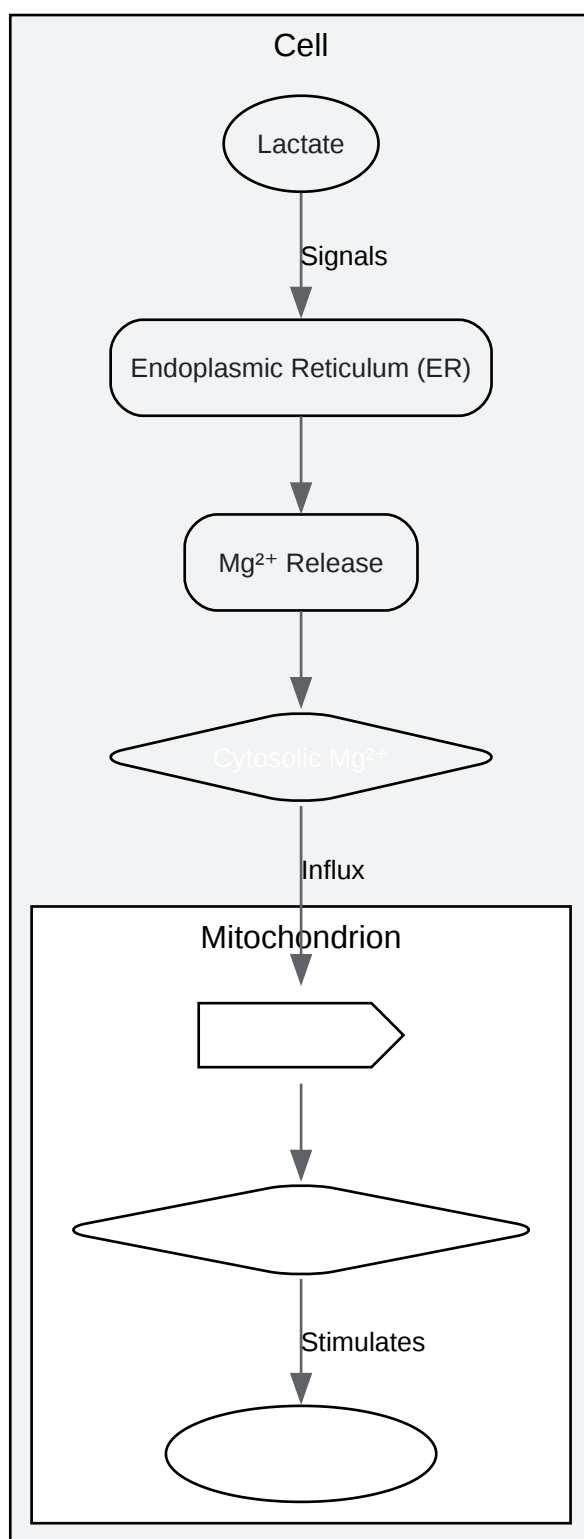 Cell
Lactate
Signals
Endoplasmic Reticulum (ER)
Mg²⁺ Release
Cytosolic Mg²⁺
Influx
Mitochondrion
Stimulates